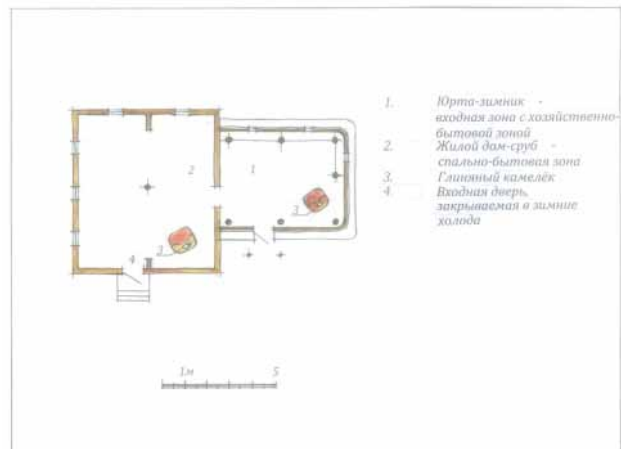 1. Юрта-зимник -
входная зона с хозяйственно-
бытовой зоной
2. Жилой дом-сруб -
спально-бытовая зона
3. Глиняный камелёк
4. Входная дверь,
закрываемая в зимние
холода
2
1
3
3
4
1м 5